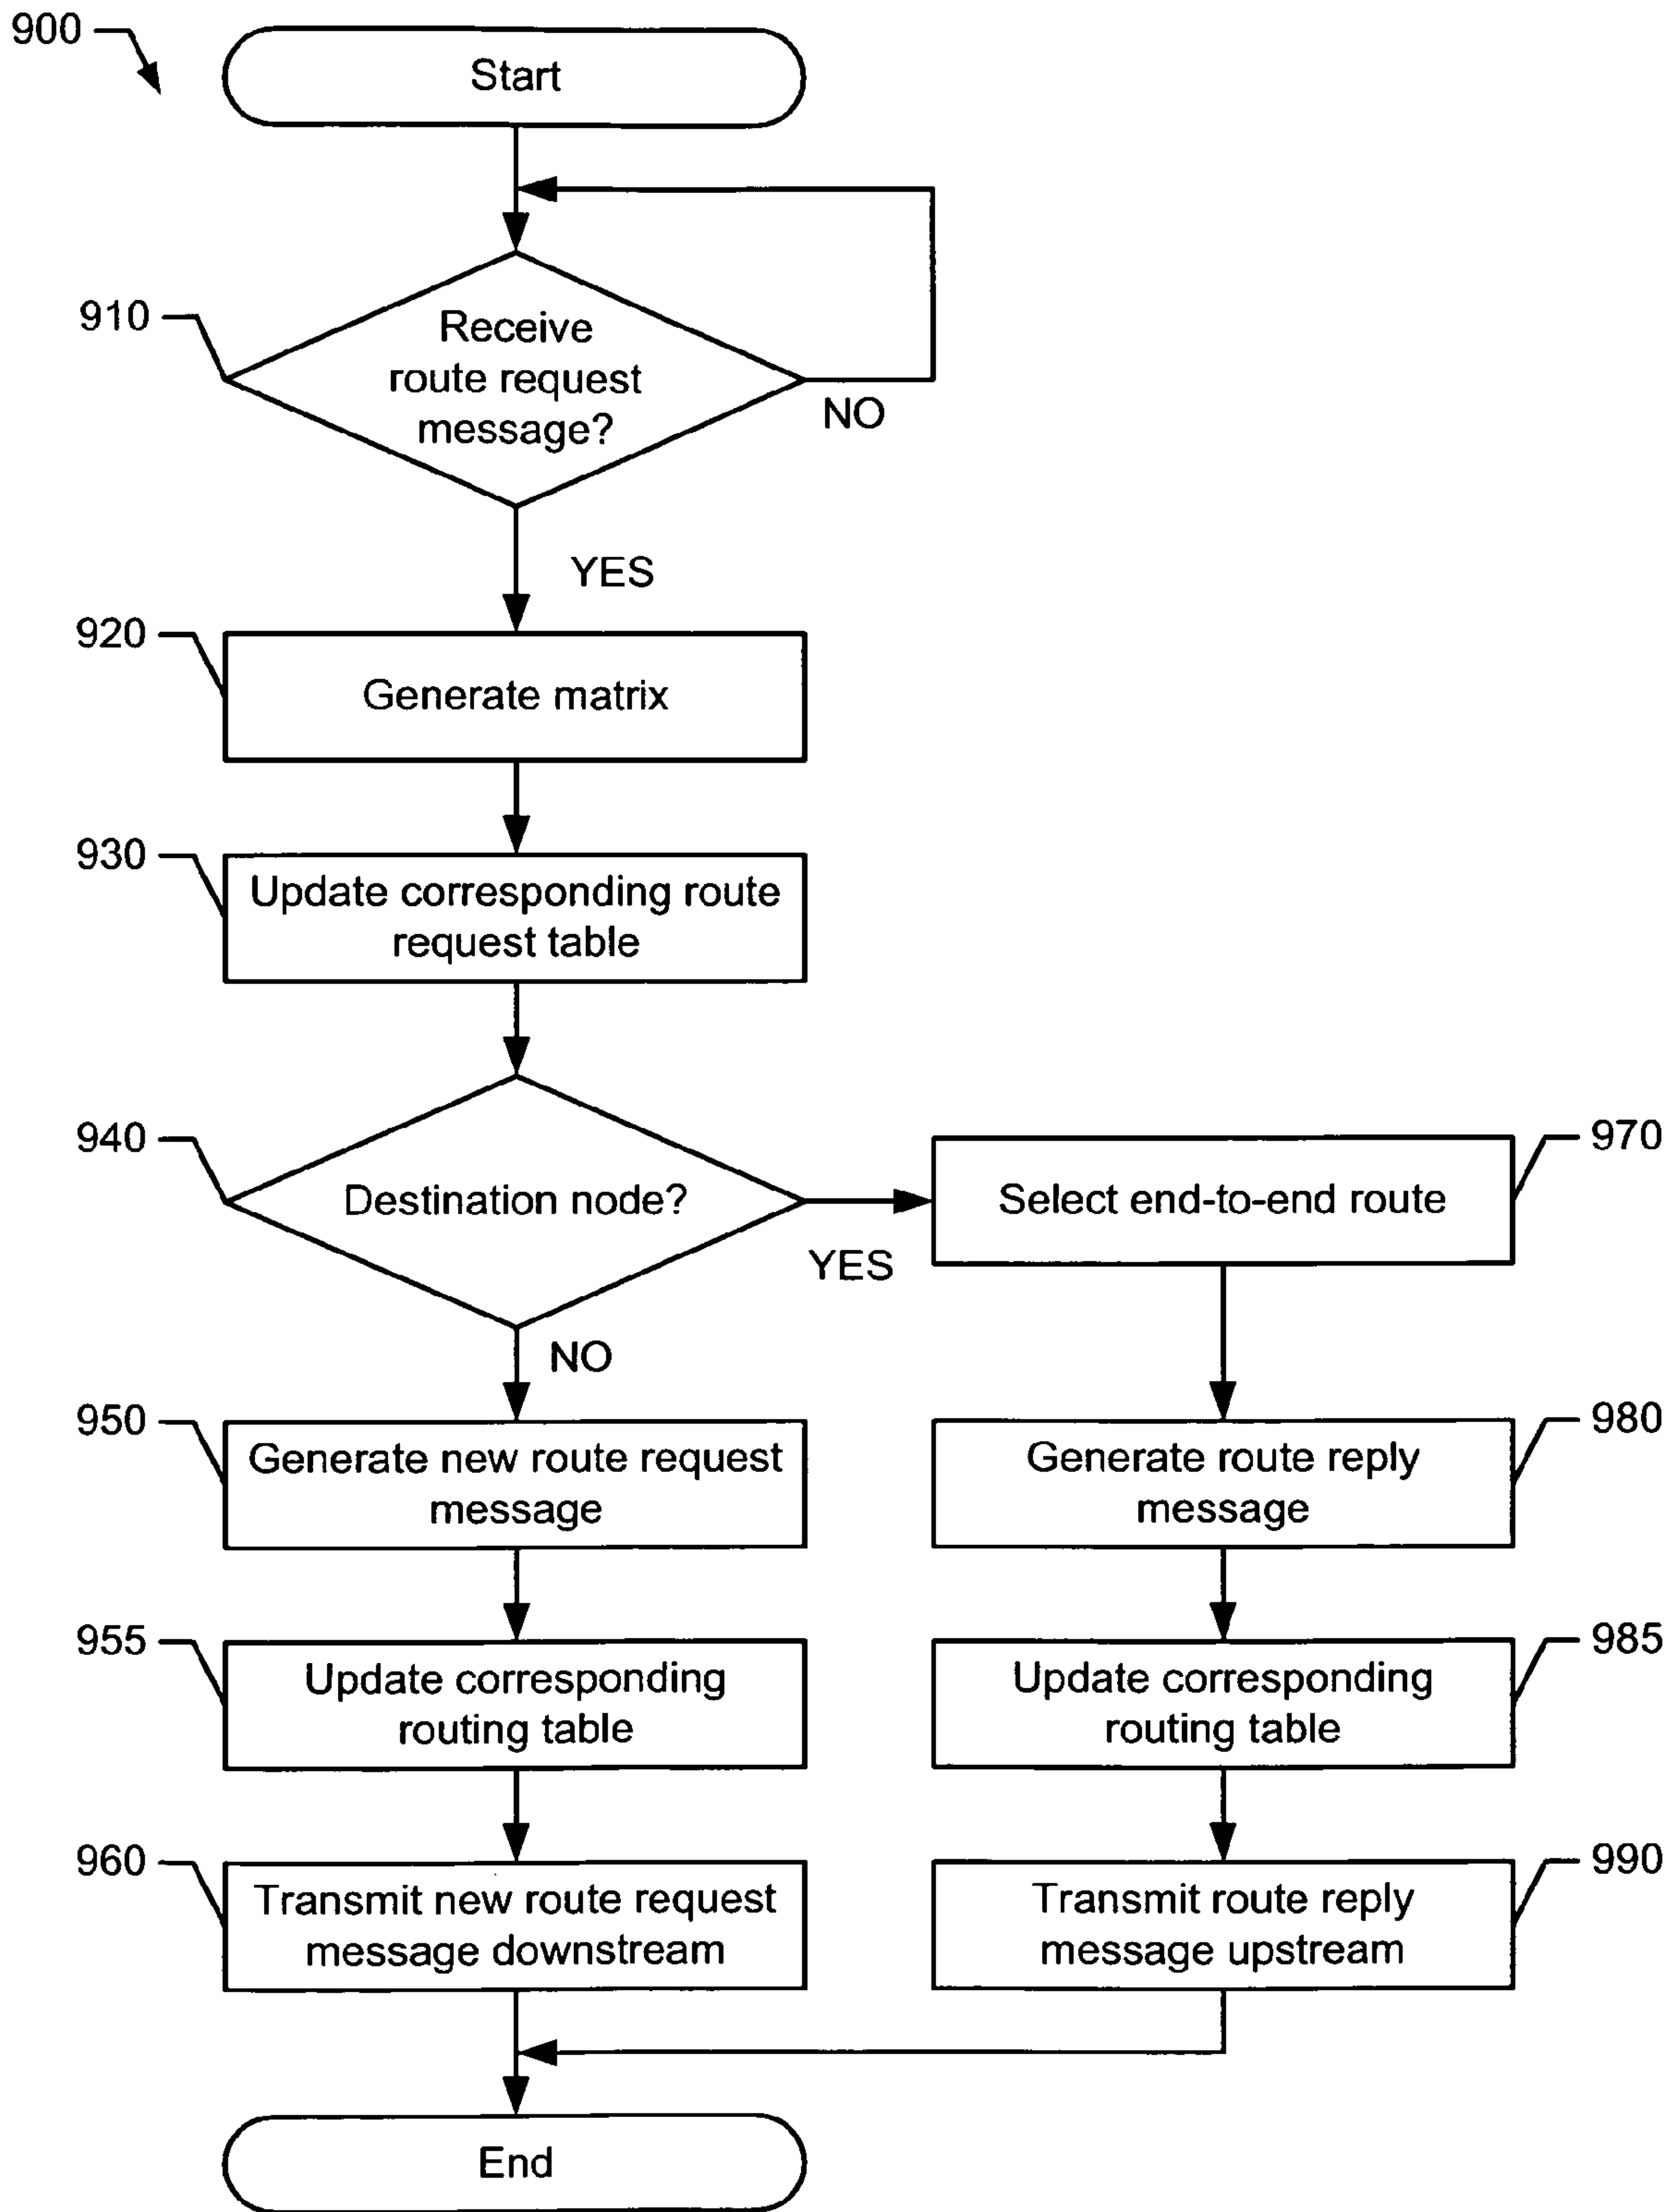 900
Start
910
Receive
route request
message?
NO
YES
920
Generate matrix
930
Update corresponding route
request table
940
Destination node?
YES
970
Select end-to-end route
NO
950
Generate new route request
message
980
Generate route reply
message
955
Update corresponding
routing table
985
Update corresponding
routing table
960
Transmit new route request
message downstream
990
Transmit route reply
message upstream
End